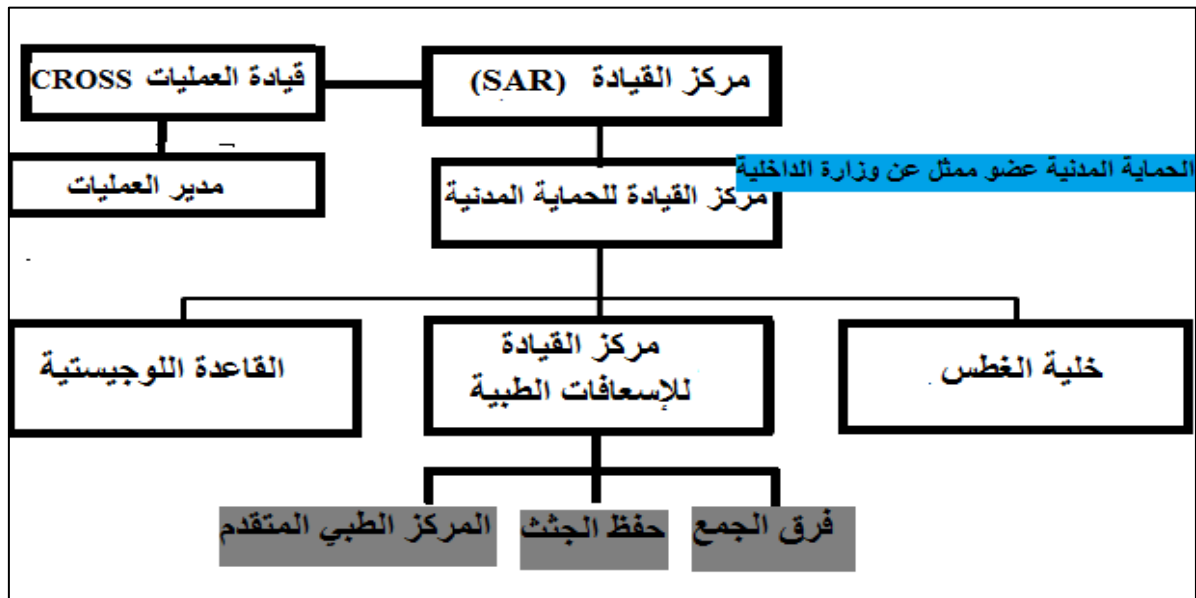 مركز القيادة (SAR)
قيادة العمليات CROSS
الحماية المدنية عضو ممثل عن وزارة الداخلية
مركز القيادة للحماية المدنية
مدير العمليات
خلية الغطس
مركز القيادة
للإسعافات الطبية
القاعدة اللوجيستية
فرق الجمع
حفظ الجثث
المركز الطبي المتقدم